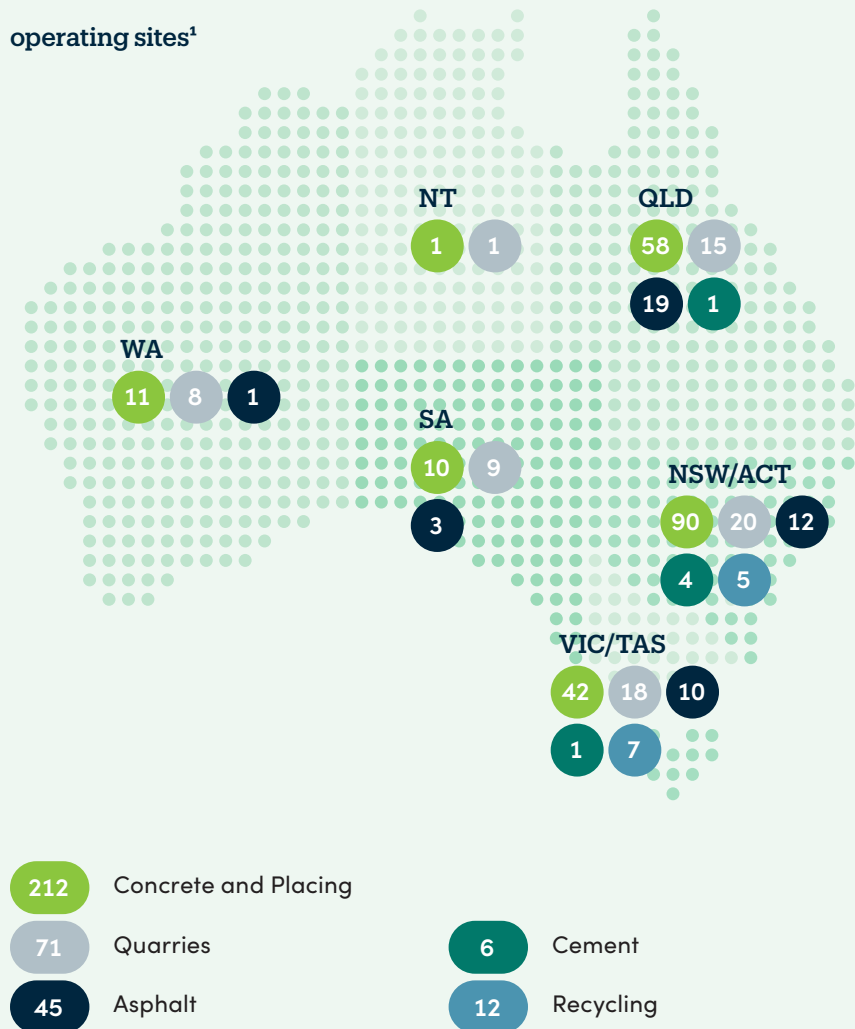 operating sites¹
NT
1 1
QLD
58 15
19 1
WA
11 8 1
SA
10 9
3
NSW/ACT
90 20 12
4 5
VIC/TAS
42 18 10
1 7
212 Concrete and Placing
71 Quarries
6 Cement
45 Asphalt
12 Recycling